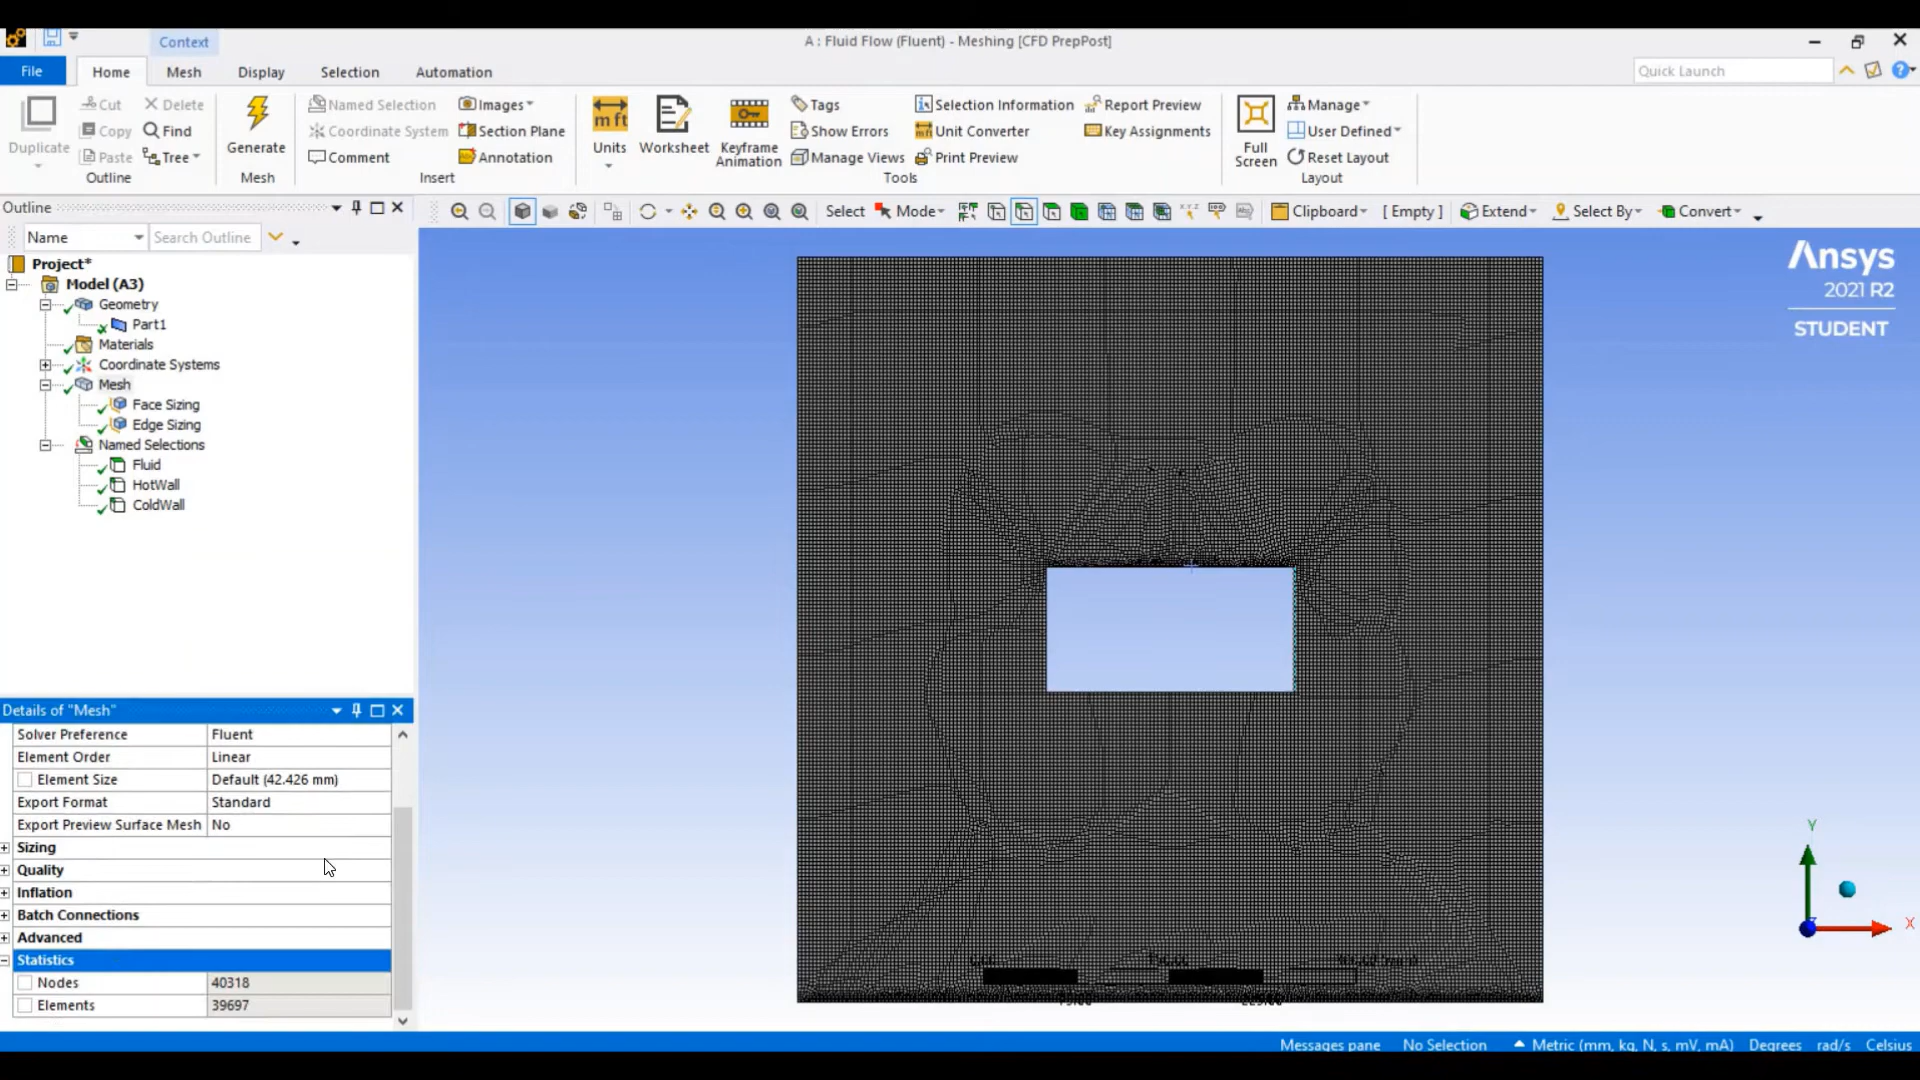 Context
A : Fluid Flow (Fluent) - Meshing [CFD PrepPost]
File Home Mesh Display Selection Automation
Quick Launch
Duplicate
Cut Delete
Copy Find
Paste Tree
Outline
Generate
Mesh
Named Selection Images
Coordinate System Section Plane
Comment Annotation
Insert
Units
Worksheet
Keyframe Animation
Tags Selection Information Report Preview
Show Errors Unit Converter Key Assignments
Manage Views Print Preview
Tools
Full Screen
Manage
User Defined
Reset Layout
Layout
Outline
Select Mode Clipboard [ Empty ] Extend Select By Convert
Name Search Outline
Project*
Model (A3)
Geometry
Part1
Materials
Coordinate Systems
Mesh
Face Sizing
Edge Sizing
Named Selections
Fluid
HotWall
ColdWall
Ansys
2021 R2
STUDENT
Details of "Mesh"
Solver Preference Fluent
Element Order Linear
Element Size Default (42.426 mm)
Export Format Standard
Export Preview Surface Mesh No
Sizing
Quality
Inflation
Batch Connections
Advanced
Statistics
Nodes 40318
Elements 39697
Y
X
Messages pane No Selection Metric (mm, kg, N, s, mV, mA) Degrees rad/s Celsius